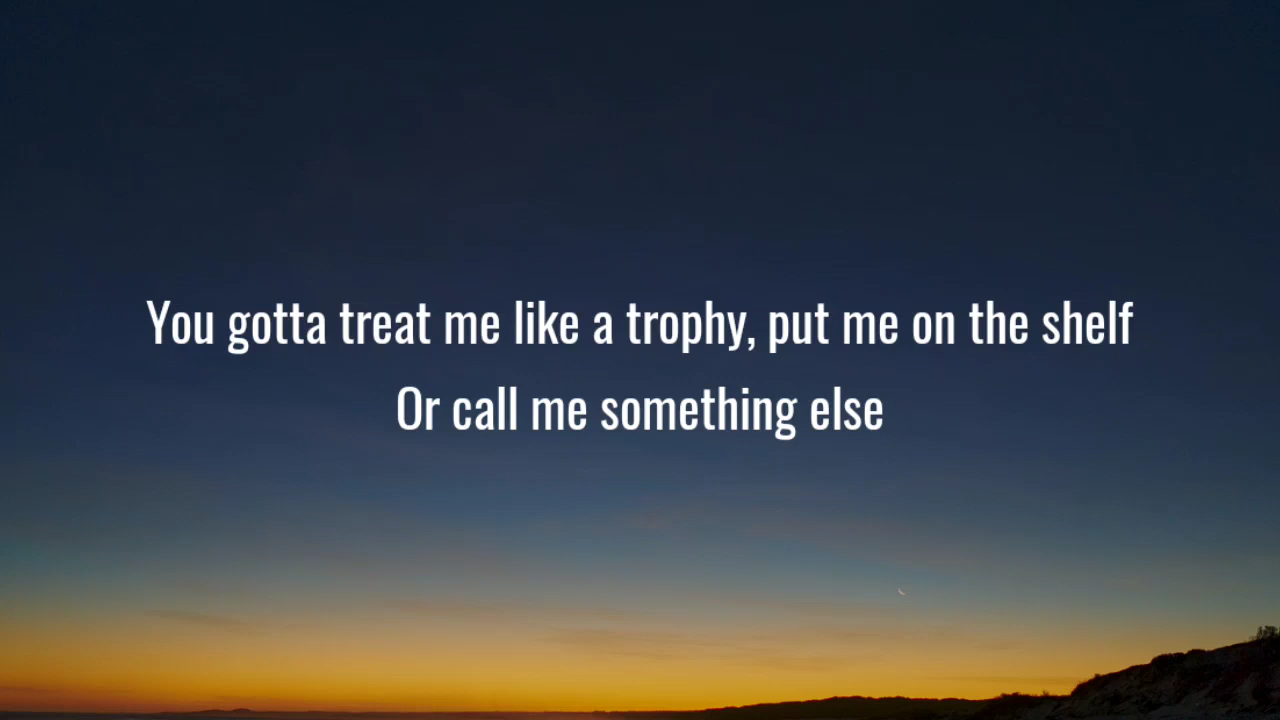 You gotta treat me like a trophy, put me on the shelf
Or call me something else